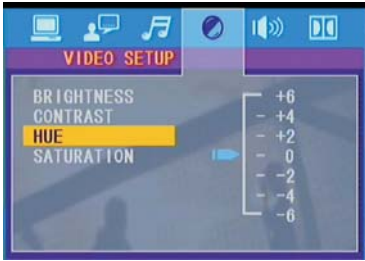 VIDEO SETUP
BRIGHTNESS
CONTRAST
HUE
SATURATION
+6
+4
+2
0
-2
-4
-6